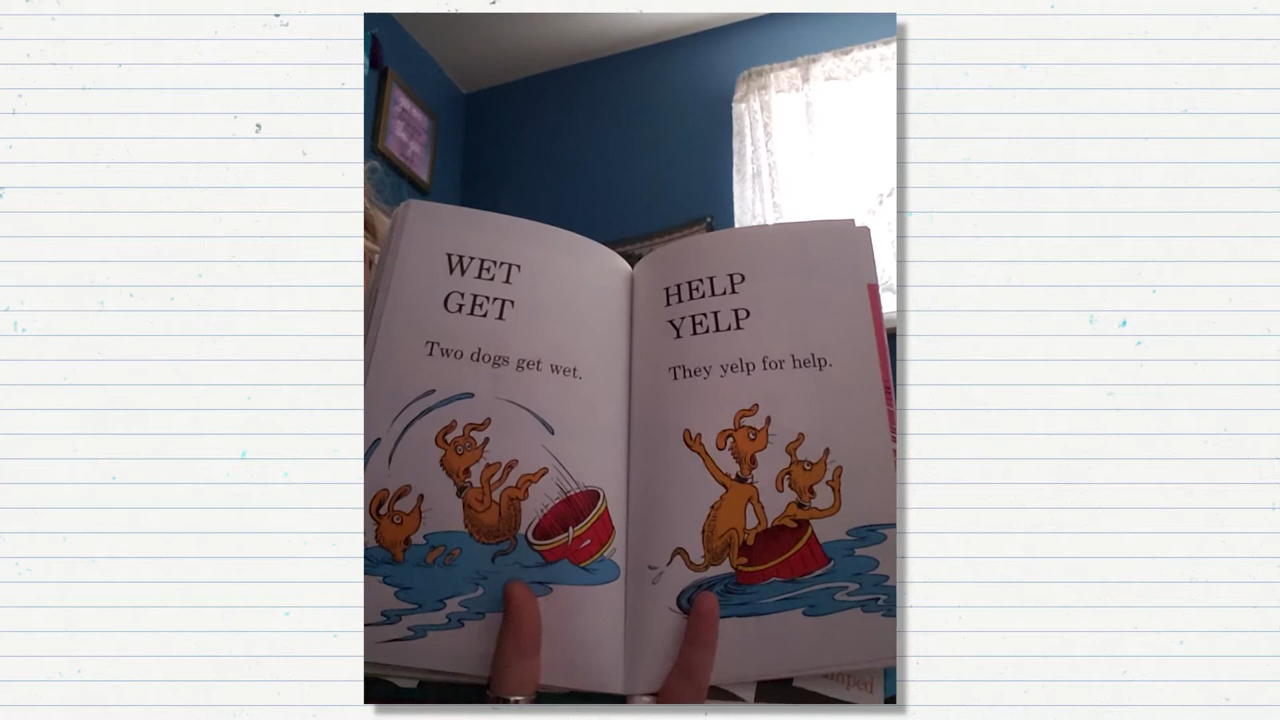 WET
GET
Two dogs get wet.
HELP
YELP
They yelp for help.